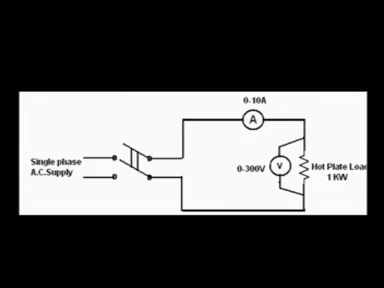 0-10A
A
Single phase
A.C.Supply
0-300V
V
Hot Plate Load
1 KW